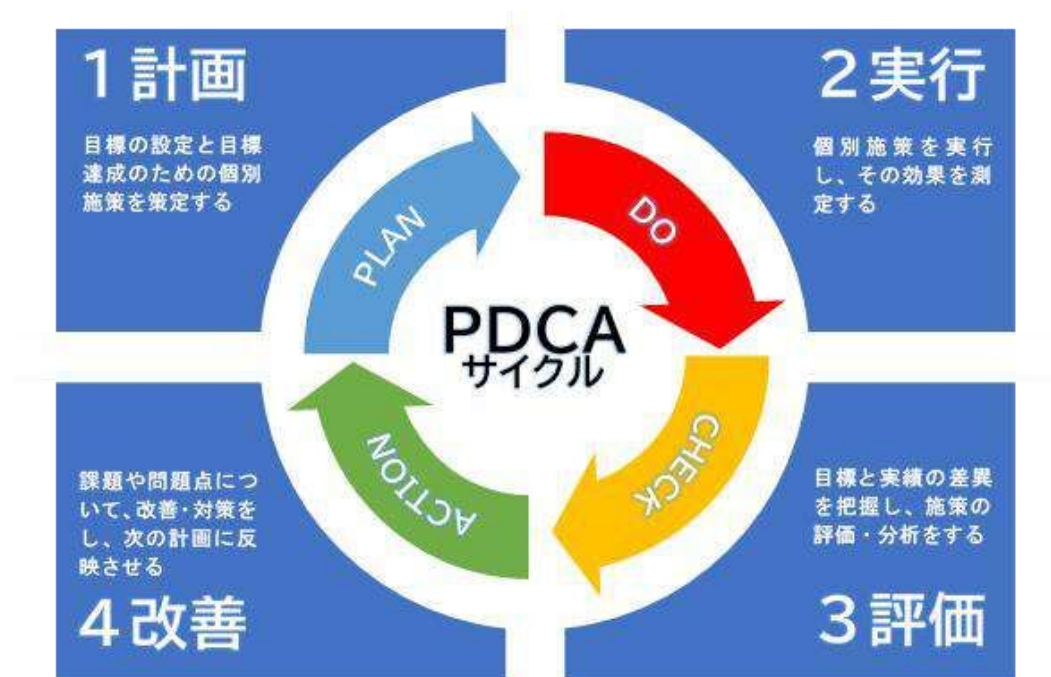 1計画
目標の設定と目標
達成のための個別
施策を策定する
2実行
個別施策を実行
し、その効果を測
定する
PLAN
DO
PDCA
サイクル
ACTION
CHECK
課題や問題点につ
いて、改善・対策を
し、次の計画に反
映させる
4改善
目標と実績の差異
を把握し、施策の
評価・分析をする
3評価